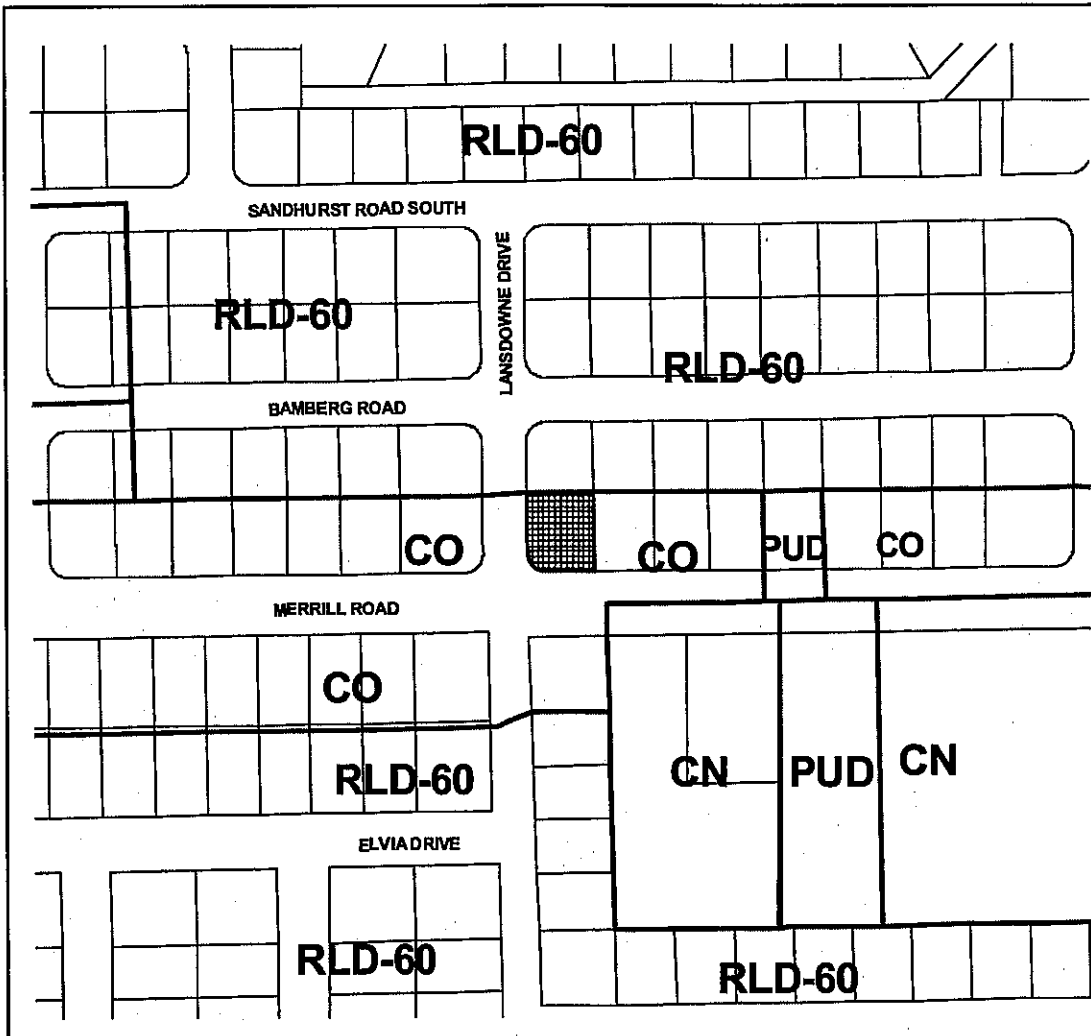 RLD-60
SANDHURST ROAD SOUTH
LANSDOWNE DRIVE
RLD-60
RLD-60
BAMBERG ROAD
CO
CO
PUD
CO
MERRILL ROAD
CO
CN
PUD
CN
RLD-60
ELVIA DRIVE
RLD-60
RLD-60